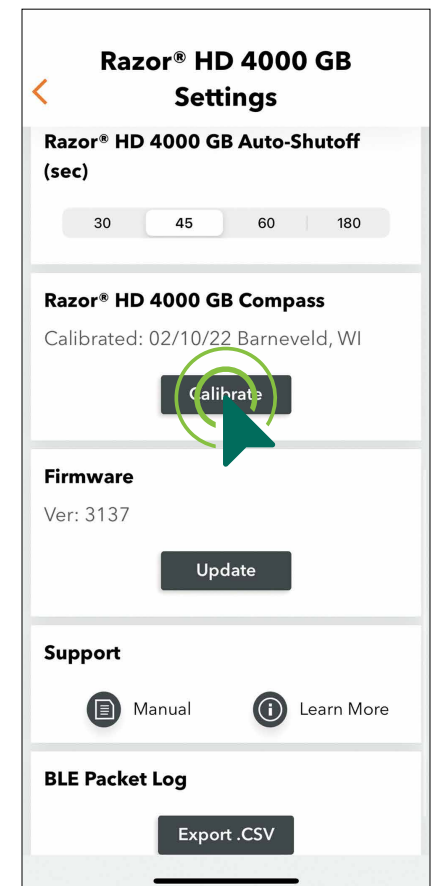 Razor® HD 4000 GB
Settings
Razor® HD 4000 GB Auto-Shutoff
(sec)
30 45 60 180
Razor® HD 4000 GB Compass
Calibrated: 02/10/22 Barneveld, WI
Calibrate
Firmware
Ver: 3137
Update
Support
Manual Learn More
BLE Packet Log
Export .CSV